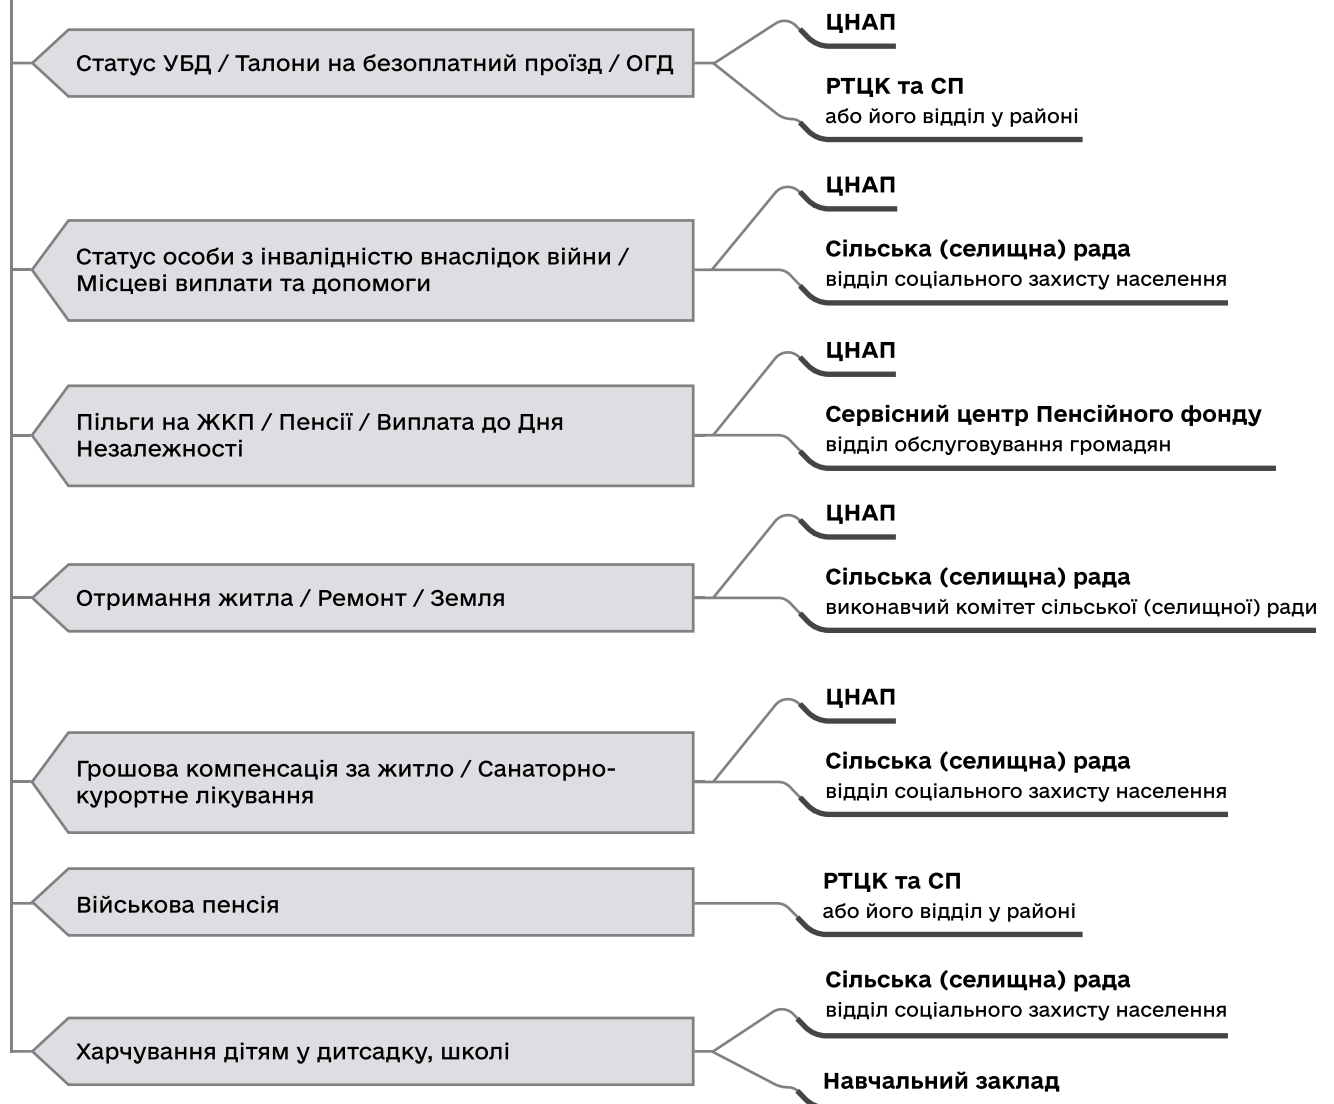 ЦНАП
Статус УБД / Талони на безоплатний проїзд / ОГД
РТЦК та СП
або його відділ у районі
ЦНАП
Статус особи з інвалідністю внаслідок війни /
Місцеві виплати та допомоги
Сільська (селищна) рада
відділ соціального захисту населення
ЦНАП
Пільги на ЖКП / Пенсії / Виплата до Дня
Незалежності
Сервісний центр Пенсійного фонду
відділ обслуговування громадян
ЦНАП
Отримання житла / Ремонт / Земля
Сільська (селищна) рада
виконавчий комітет сільської (селищної) ради
ЦНАП
Грошова компенсація за житло / Санаторно-
курортне лікування
Сільська (селищна) рада
відділ соціального захисту населення
Військова пенсія
РТЦК та СП
або його відділ у районі
Харчування дітям у дитсадку, школі
Сільська (селищна) рада
відділ соціального захисту населення
Навчальний заклад